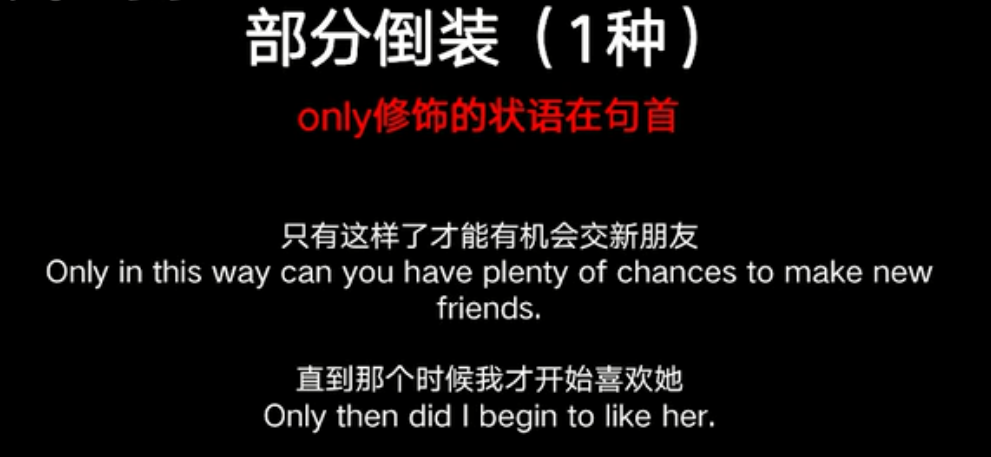 部分倒装（1种）
only修饰的状语在句首
只有这样了才能有机会交新朋友
Only in this way can you have plenty of chances to make new
friends.
直到那个时候我才开始喜欢她
Only then did I begin to like her.